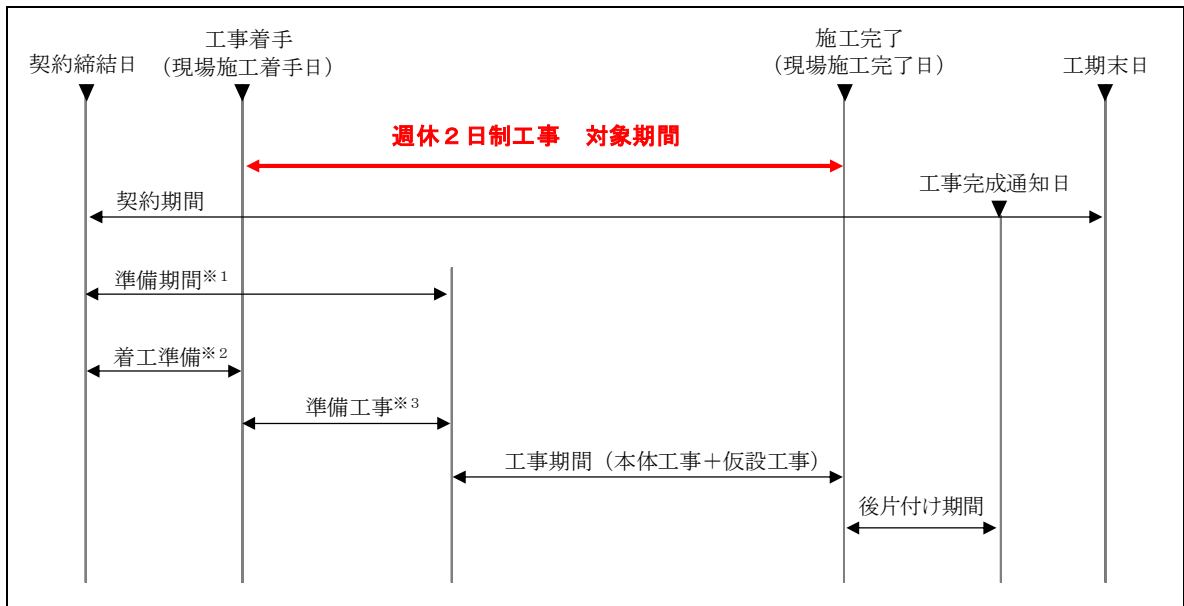 工事着手
施工完了
契約締結日
（現場施工着手日）
（現場施工完了日）
工期末日
週休２日制工事　対象期間
工事完成通知日
契約期間
準備期間※１
着工準備※２
準備工事※３
工事期間（本体工事＋仮設工事）
後片付け期間